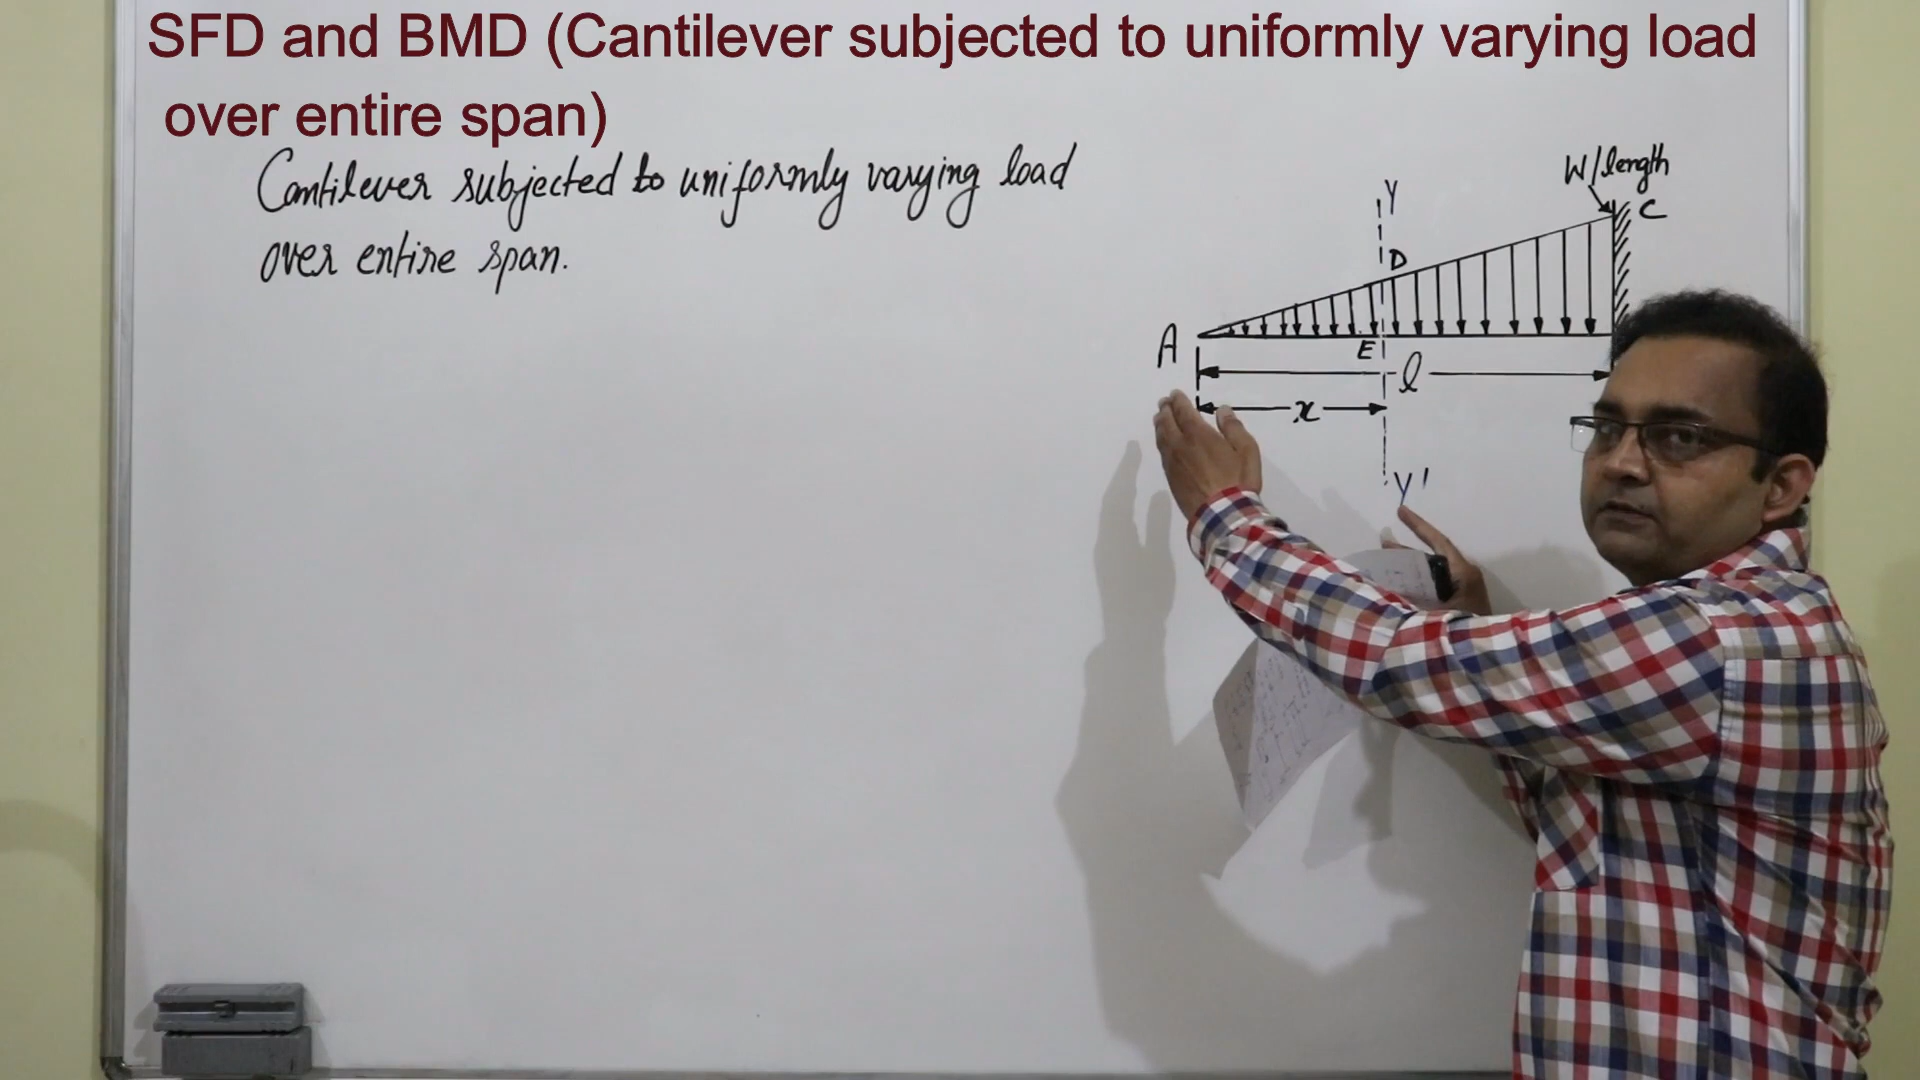 SFD and BMD (Cantilever subjected to uniformly varying load
over entire span)
Cantilever subjected to uniformly varying load
over entire span.
W/length
Y
C
D
A
E
l
x
Y'